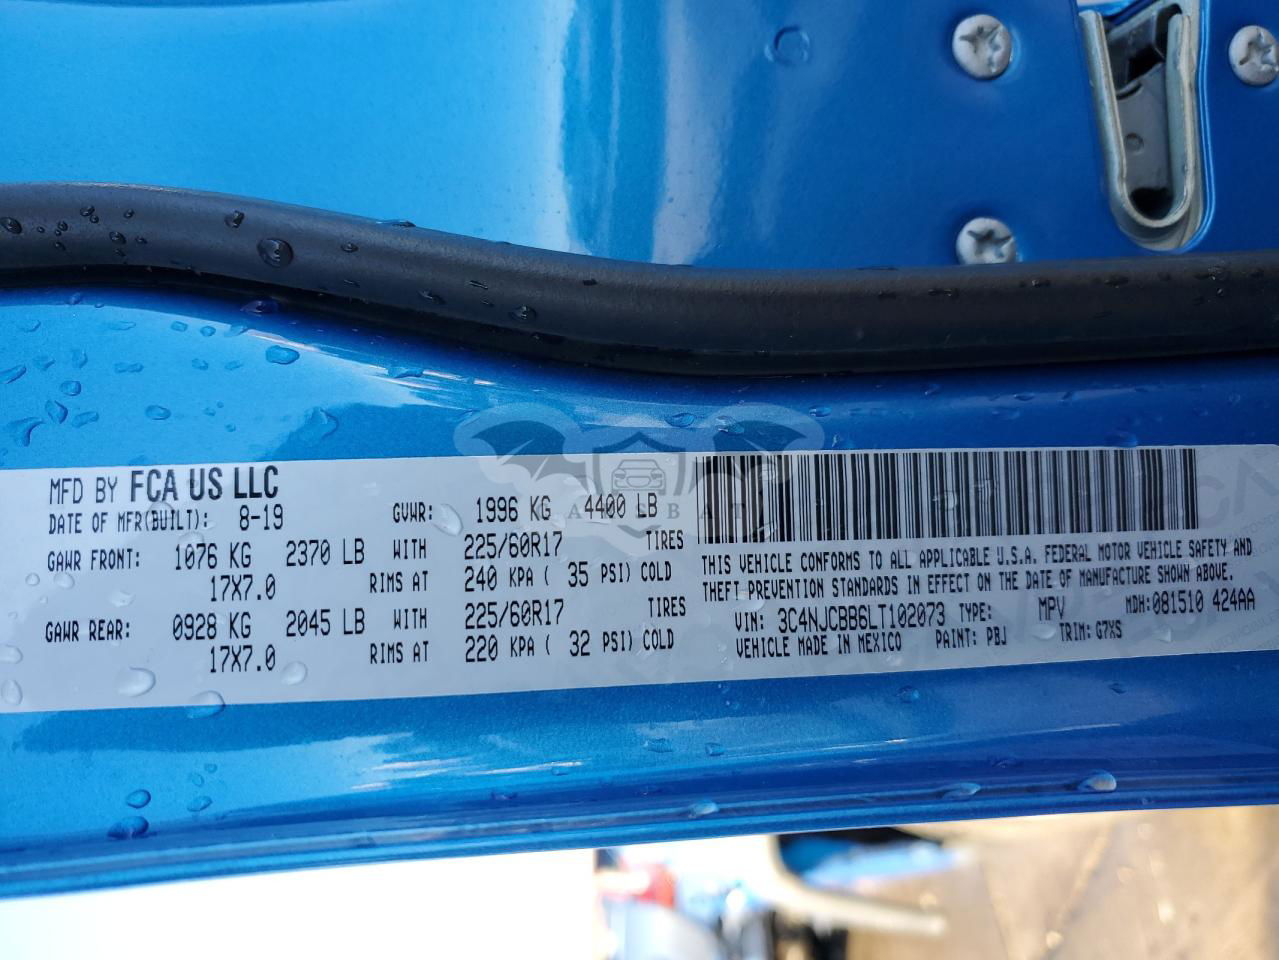 MFD BY FCA US LLC
DATE OF MFR(BUILT): 8-19 GVWR: 1996 KG 4400 LB
GAWR FRONT: 1076 KG 2370 LB WITH 225/60R17 TIRES
17X7.0 RIMS AT 240 KPA ( 35 PSI) COLD
GAWR REAR: 0928 KG 2045 LB WITH 225/60R17 TIRES
17X7.0 RIMS AT 220 KPA ( 32 PSI) COLD
CARSBAT
THIS VEHICLE CONFORMS TO ALL APPLICABLE U.S.A. FEDERAL MOTOR VEHICLE SAFETY AND
THEFT PREVENTION STANDARDS IN EFFECT ON THE DATE OF MANUFACTURE SHOWN ABOVE.
VIN: 3C4NJCBB6LT102073 TYPE: MPV MDH: 081510 424AA
VEHICLE MADE IN MEXICO PAINT: PBJ TRIM: G7XS